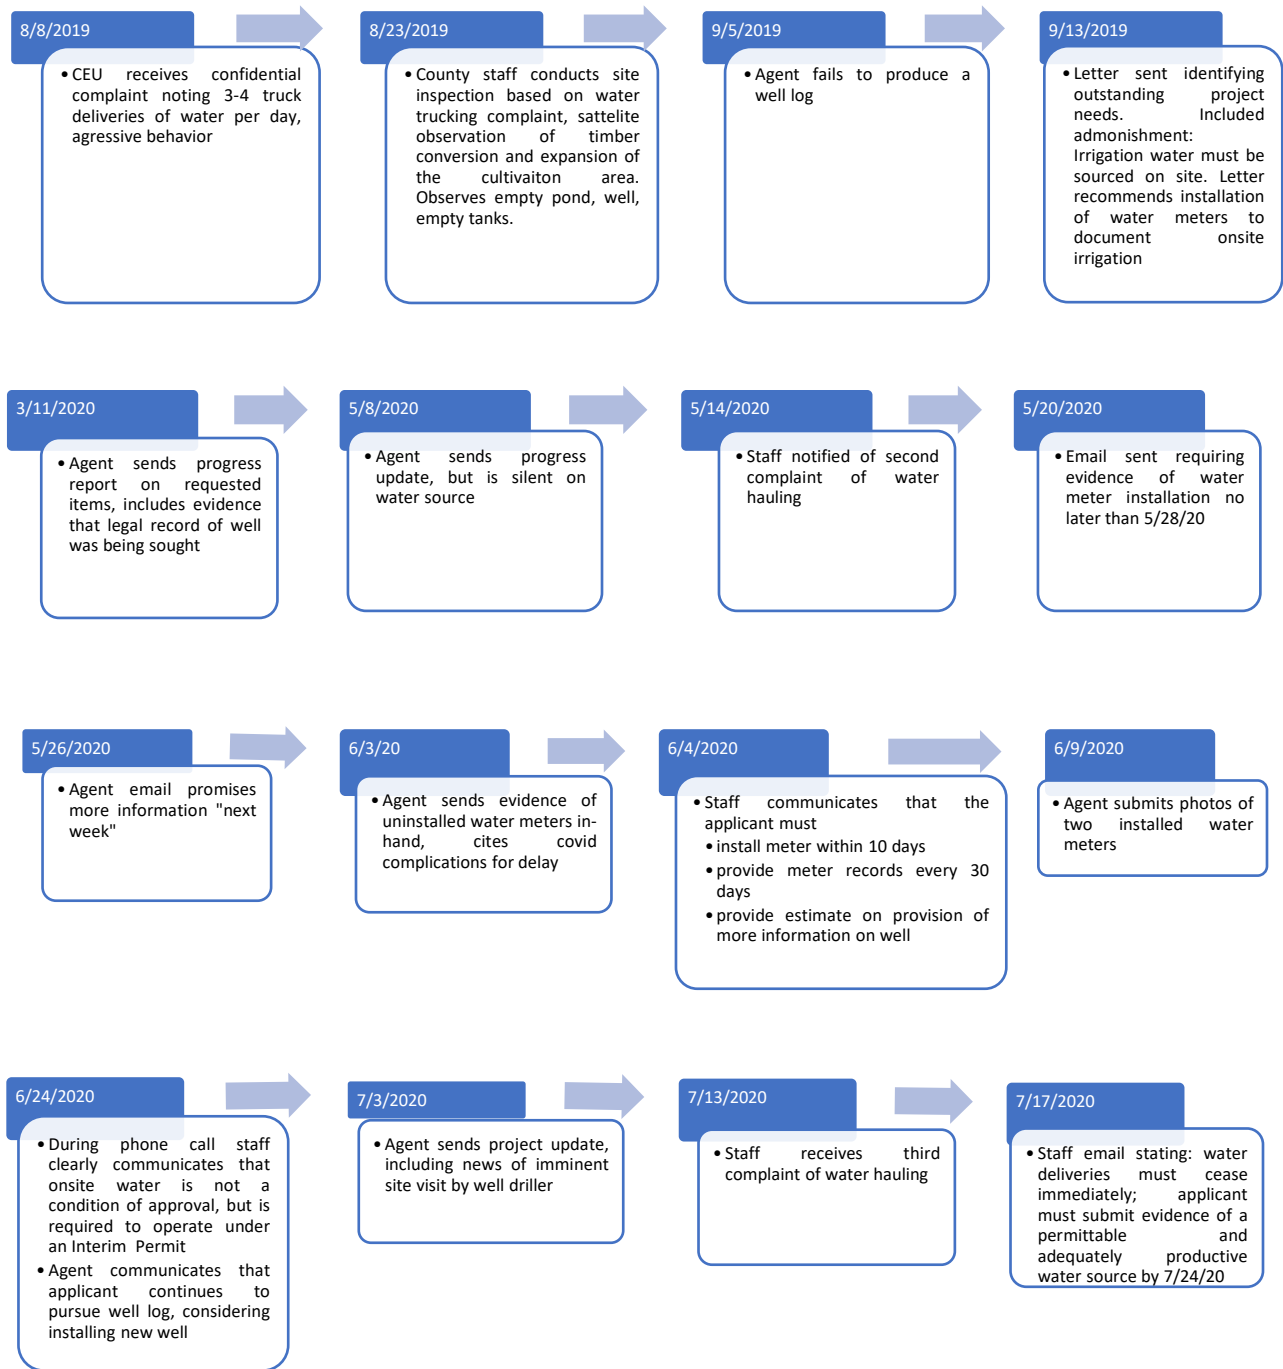 8/8/2019
• CEU receives confidential
complaint noting 3-4 truck
deliveries of water per day,
agressive behavior
8/23/2019
• County staff conducts site
inspection based on water
trucking complaint, sattelite
observation of timber
conversion and expansion of
the cultivaiton area.
Observes empty pond, well,
empty tanks.
9/5/2019
• Agent fails to produce a
well log
9/13/2019
• Letter sent identifying
outstanding project
needs. Included
admonishment:
Irrigation water must be
sourced on site. Letter
recommends installation
of water meters to
document onsite
irrigation
3/11/2020
• Agent sends progress
report on requested
items, includes evidence
that legal record of well
was being sought
5/8/2020
• Agent sends progress
update, but is silent on
water source
5/14/2020
• Staff notified of second
complaint of water
hauling
5/20/2020
• Email sent requiring
evidence of water
meter installation no
later than 5/28/20
5/26/2020
• Agent email promises
more information "next
week"
6/3/20
• Agent sends evidence of
uninstalled water meters in-
hand, cites covid
complications for delay
6/4/2020
• Staff communicates that the
applicant must
• install meter within 10 days
• provide meter records every 30
days
• provide estimate on provision of
more information on well
6/9/2020
• Agent submits photos of
two installed water
meters
6/24/2020
• During phone call staff
clearly communicates that
onsite water is not a
condition of approval, but is
required to operate under
an Interim Permit
• Agent communicates that
applicant continues to
pursue well log, considering
installing new well
7/3/2020
• Agent sends project update,
including news of imminent
site visit by well driller
7/13/2020
• Staff receives third
complaint of water hauling
7/17/2020
• Staff email stating: water
deliveries must cease
immediately; applicant
must submit evidence of a
permittable and
adequately productive
water source by 7/24/20